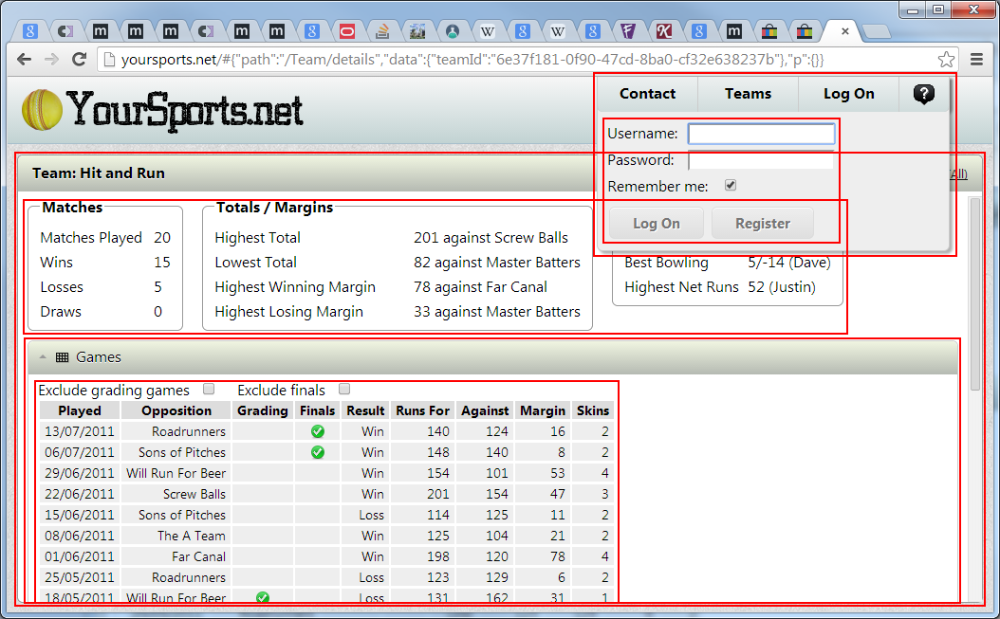 yoursports.net/#{"path":"/Team/details","data":{"teamId":"6e37f181-0f90-47cd-8ba0-cf32e638237b"},"p":{}}
YourSports.net
Contact Teams Log On ?
Username:
Password:
Remember me:
Log On Register
Team: Hit and Run
All)
Matches
Matches Played 20
Wins 15
Losses 5
Draws 0
Totals / Margins
Highest Total 201 against Screw Balls
Lowest Total 82 against Master Batters
Highest Winning Margin 78 against Far Canal
Highest Losing Margin 33 against Master Batters
Best Bowling 5/-14 (Dave)
Highest Net Runs 52 (Justin)
Games
Exclude grading games Exclude finals
Played Opposition Grading Finals Result Runs For Against Margin Skins
13/07/2011 Roadrunners Win 140 124 16 2
06/07/2011 Sons of Pitches Win 148 140 8 2
29/06/2011 Will Run For Beer Win 154 101 53 4
22/06/2011 Screw Balls Win 201 154 47 3
15/06/2011 Sons of Pitches Loss 114 125 11 2
08/06/2011 The A Team Win 125 104 21 2
01/06/2011 Far Canal Win 198 120 78 4
25/05/2011 Roadrunners Loss 123 129 6 2
18/05/2011 Will Run For Beer Loss 131 162 31 1